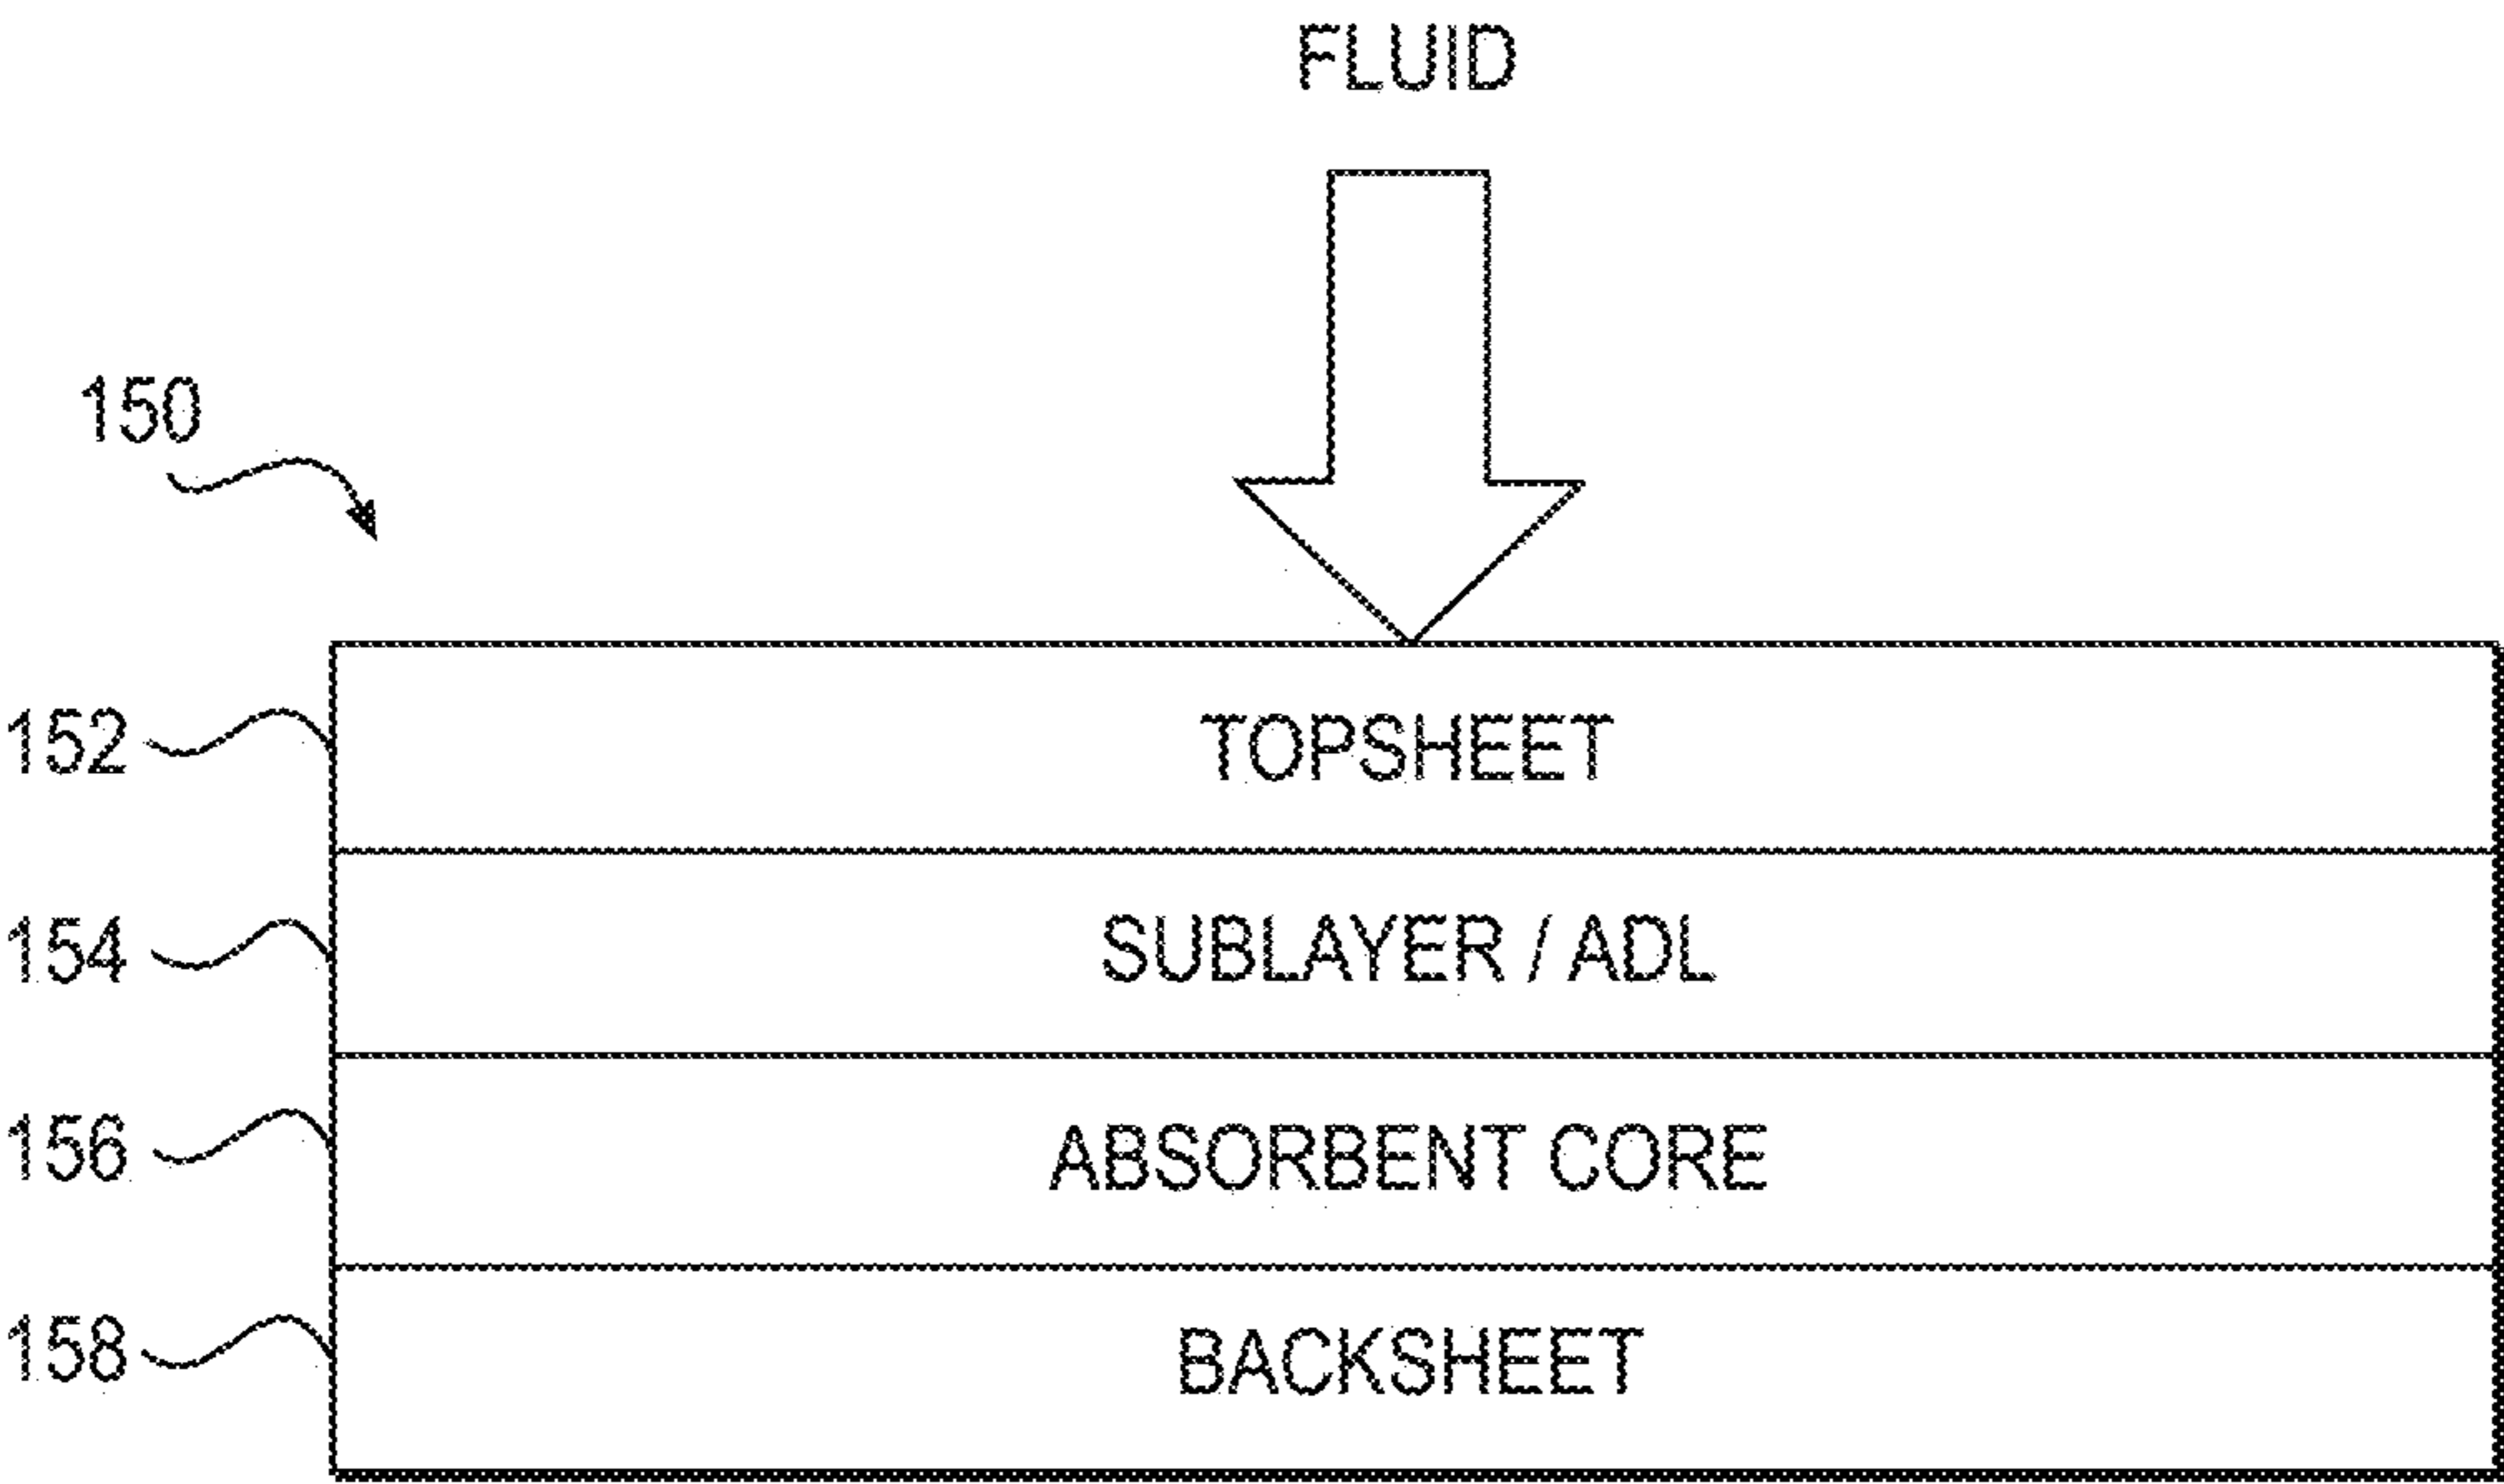 FLUID
150
152 TOPSHEET
154 SUBLAYER / ADL
156 ABSORBENT CORE
158 BACKSHEET